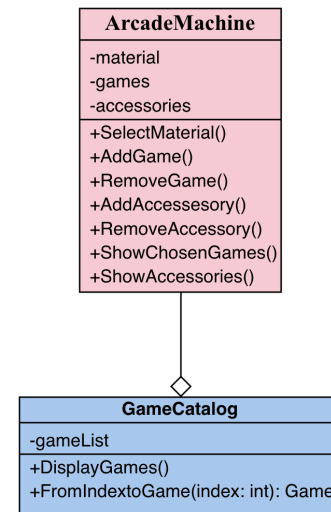 ArcadeMachine
-material
-games
-accessories
+SelectMaterial()
+AddGame()
+RemoveGame()
+AddAccessesory()
+RemoveAccessory()
+ShowChosenGames()
+ShowAccessories()
GameCatalog
-gameList
+DisplayGames()
+FromIndextoGame(index: int): Game